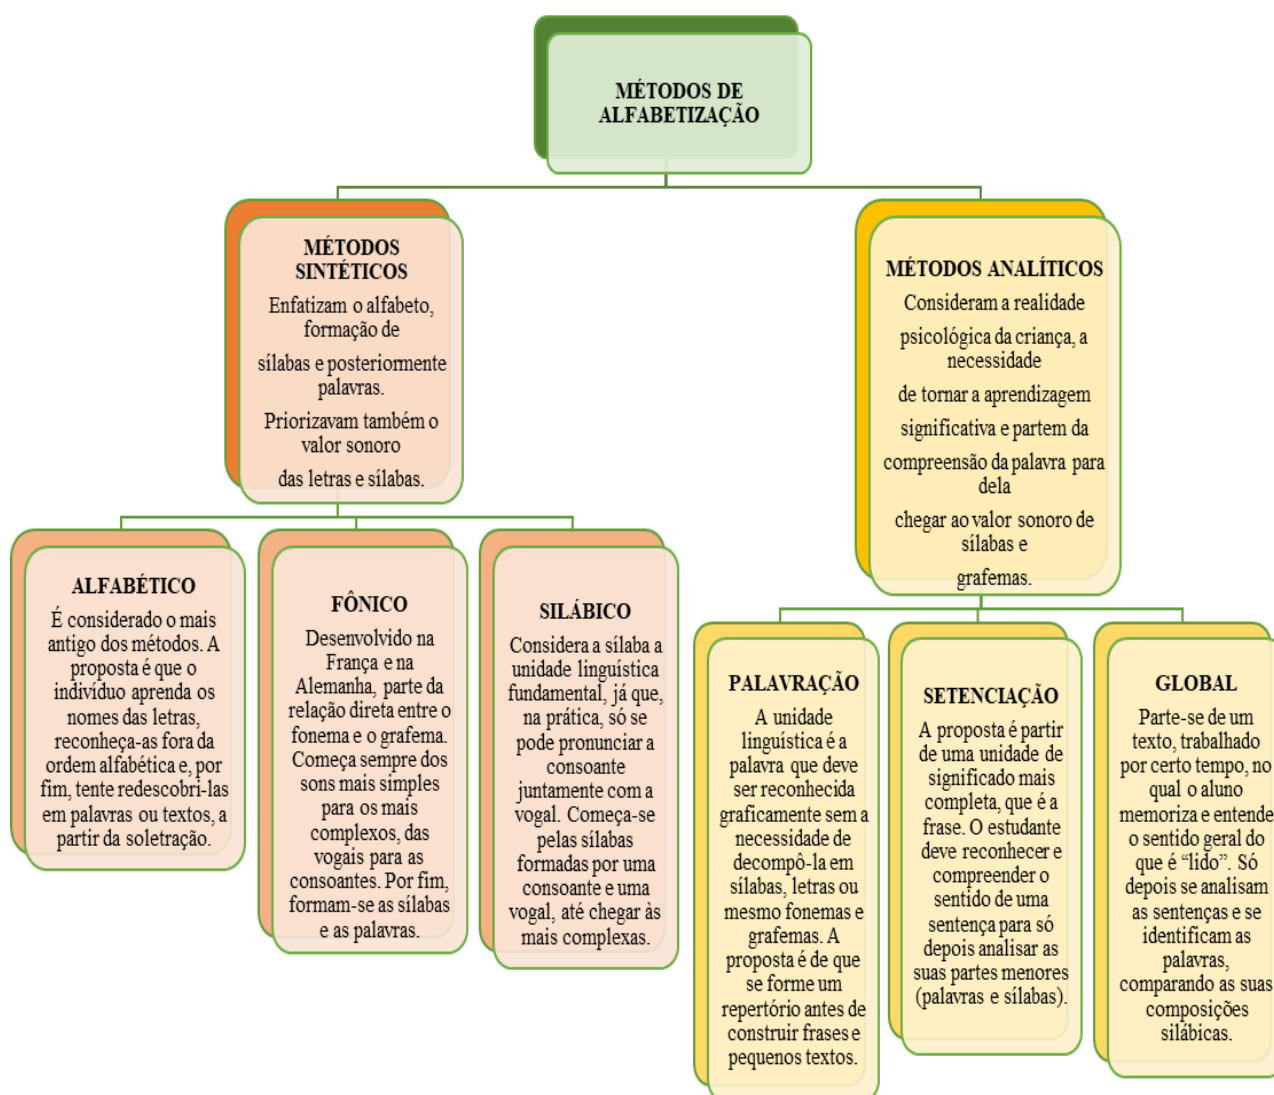 MÉTODOS DE
ALFABETIZAÇÃO
MÉTODOS
SINTÉTICOS
Enfatizam o alfabeto,
formação de
sílabas e posteriormente
palavras.
Priorizavam também o
valor sonoro
das letras e sílabas.
MÉTODOS ANALÍTICOS
Consideram a realidade
psicológica da criança, a
necessidade
de tornar a aprendizagem
significativa e partem da
compreensão da palavra para
dela
chegar ao valor sonoro de
sílabas e
grafemas.
ALFABÉTICO
É considerado o mais
antigo dos métodos. A
proposta é que o
indivíduo aprenda os
nomes das letras,
reconheça-as fora da
ordem alfabética e, por
fim, tente redescobri-las
em palavras ou textos, a
partir da soletração.
FÔNICO
Desenvolvido na
França e na
Alemanha, parte da
relação direta entre o
fonema e o grafema.
Começa sempre dos
sons mais simples
para os mais
complexos, das
vogais para as
consoantes. Por fim,
formam-se as sílabas
e as palavras.
SILÁBICO
Considera a sílaba a
unidade linguística
fundamental, já que,
na prática, só se
pode pronunciar a
consoante
juntamente com a
vogal. Começa-se
pelas sílabas
formadas por uma
consoante e uma
vogal, até chegar às
mais complexas.
PALAVRAÇÃO
A unidade
linguística é a
palavra que deve
ser reconhecida
graficamente sem a
necessidade de
decompô-la em
sílabas, letras ou
mesmo fonemas e
grafemas. A
proposta é de que
se forme um
repertório antes de
construir frases e
pequenos textos.
SETENCIAÇÃO
A proposta é partir
de uma unidade de
significado mais
completa, que é a
frase. O estudante
deve reconhecer e
compreender o
sentido de uma
sentença para só
depois analisar as
suas partes menores
(palavras e sílabas).
GLOBAL
Parte-se de um
texto, trabalhado
por certo tempo, no
qual o aluno
memoriza e entende
o sentido geral do
que é “lido”. Só
depois se analisam
as sentenças e se
identificam as
palavras,
comparando as suas
composições
silábicas.